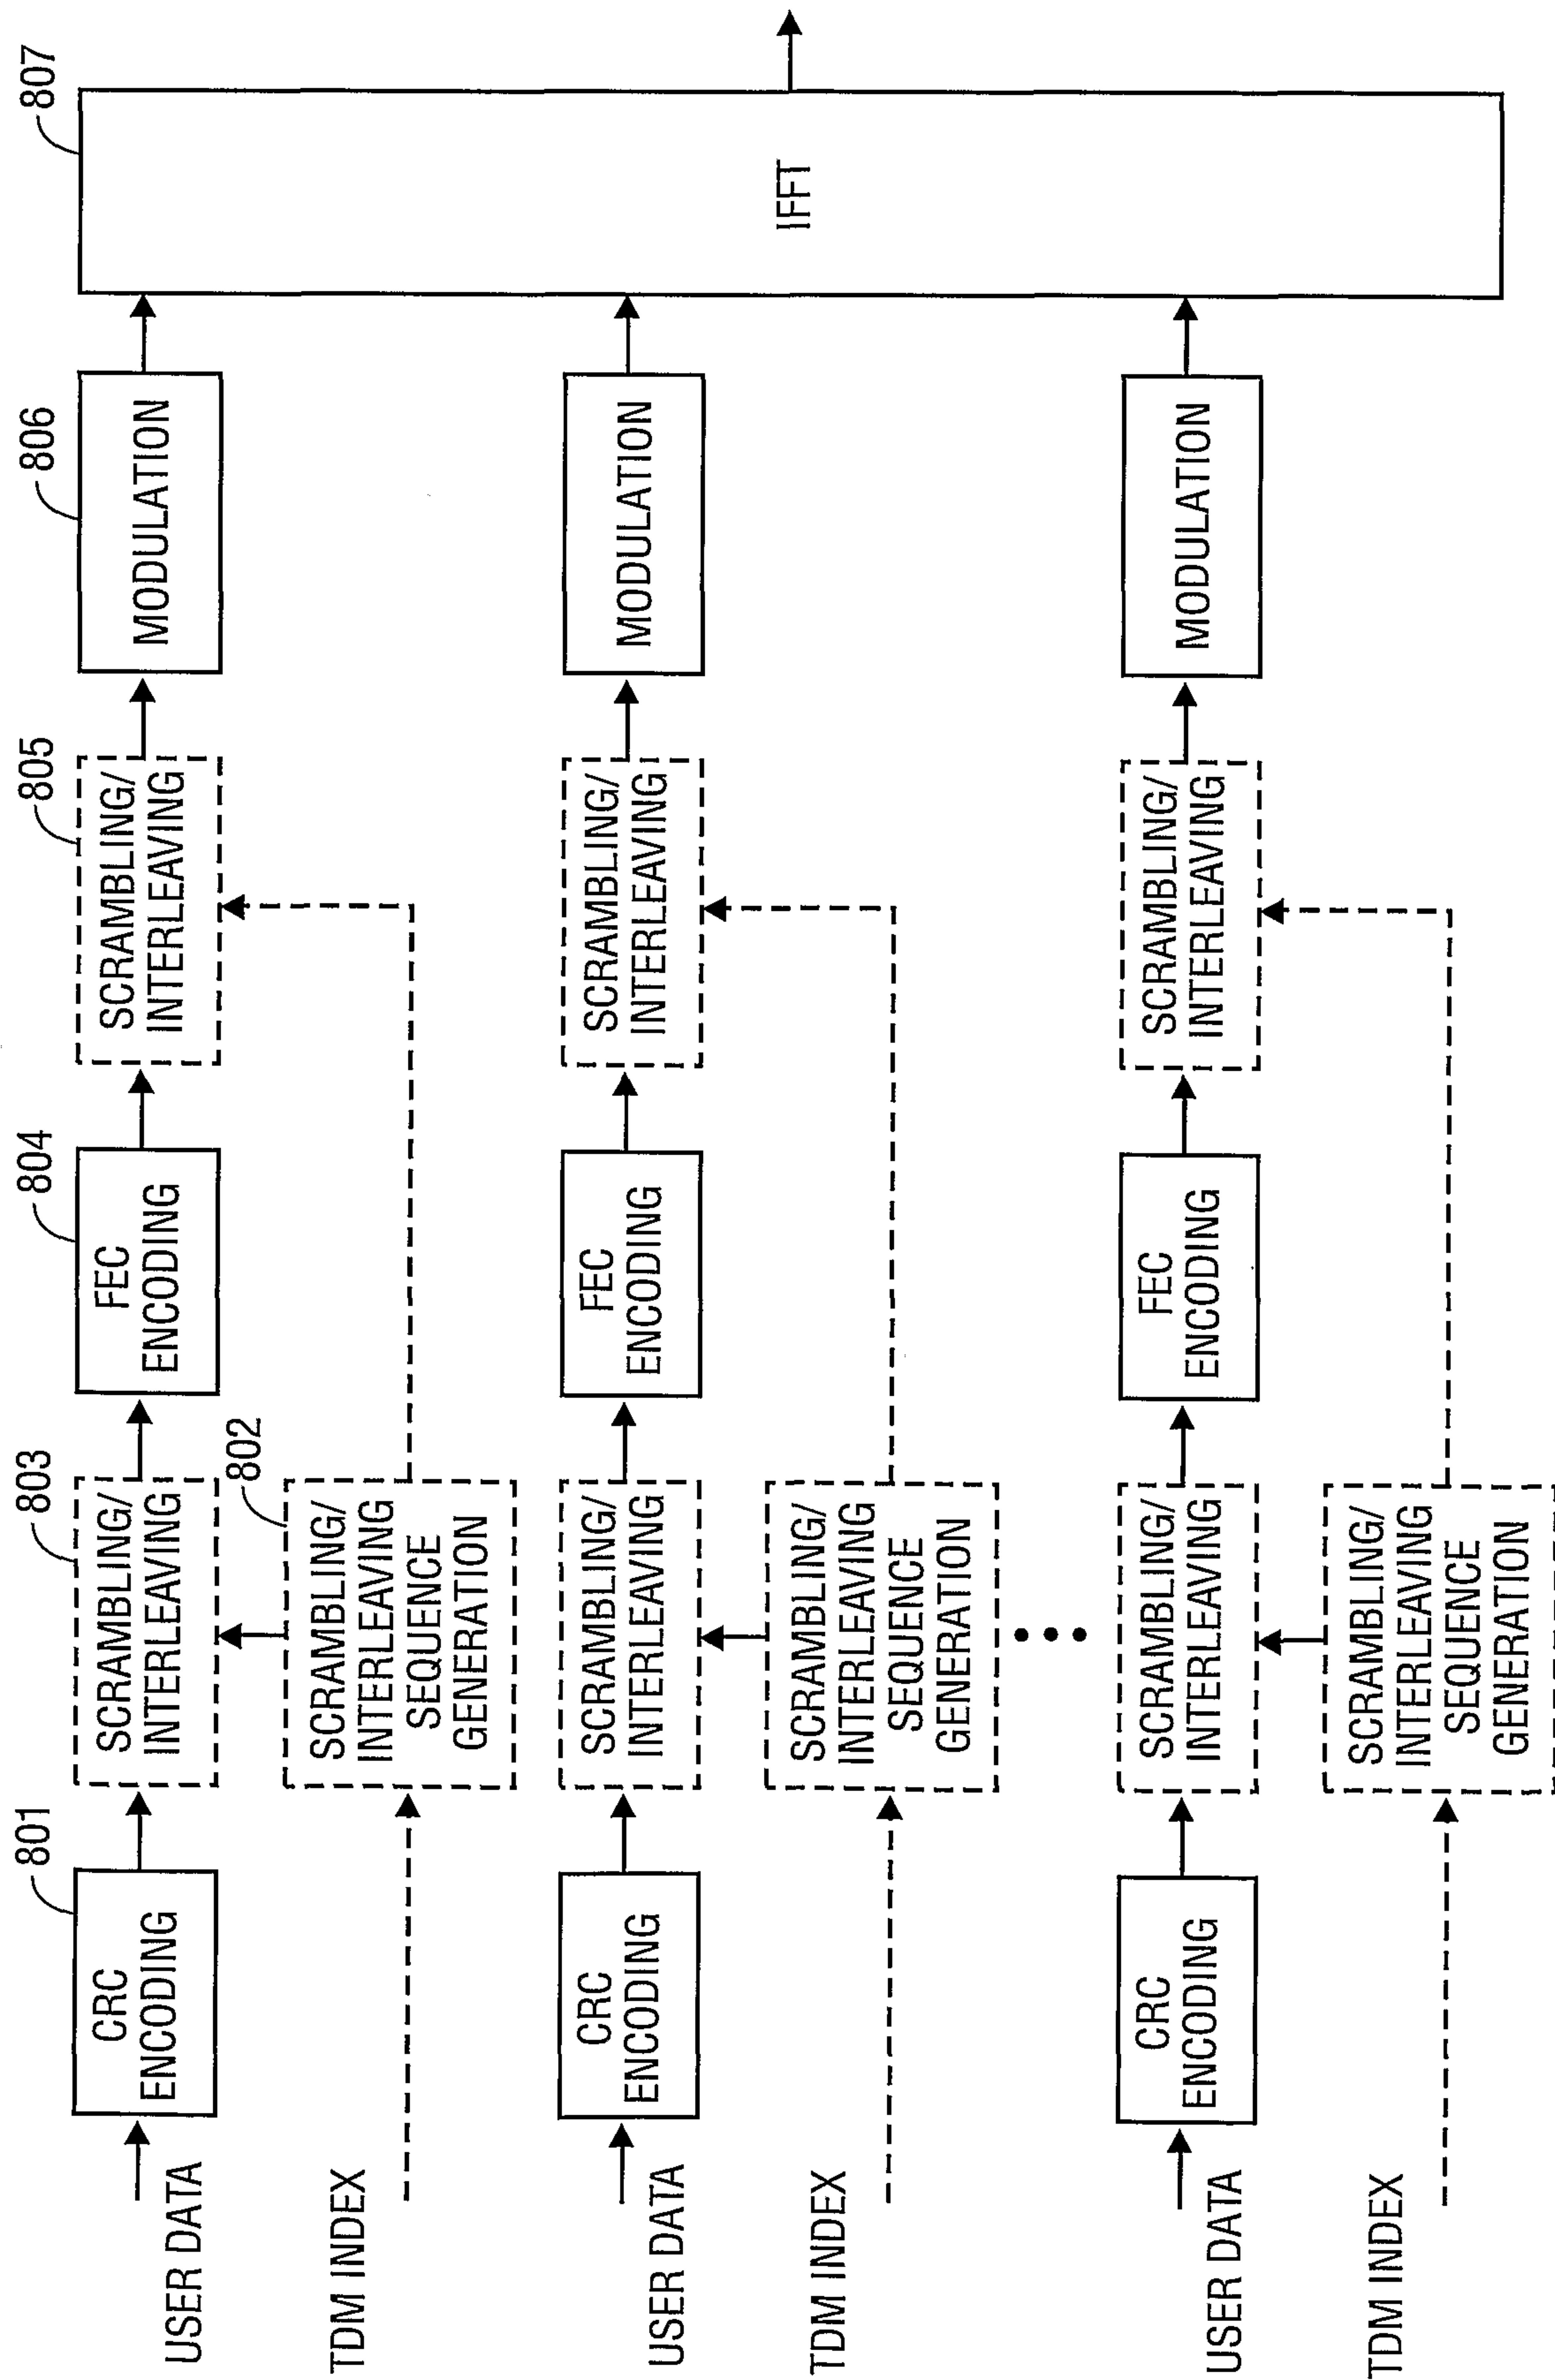 801
803
804
805
806
807
USER DATA
CRC
ENCODING
SCRAMBLING/
INTERLEAVING
FEC
ENCODING
SCRAMBLING/
INTERLEAVING
MODULATION
IFFT
802
TDM INDEX
SCRAMBLING/
INTERLEAVING
SEQUENCE
GENERATION
USER DATA
CRC
ENCODING
SCRAMBLING/
INTERLEAVING
FEC
ENCODING
SCRAMBLING/
INTERLEAVING
MODULATION
TDM INDEX
SCRAMBLING/
INTERLEAVING
SEQUENCE
GENERATION
USER DATA
CRC
ENCODING
SCRAMBLING/
INTERLEAVING
FEC
ENCODING
SCRAMBLING/
INTERLEAVING
MODULATION
TDM INDEX
SCRAMBLING/
INTERLEAVING
SEQUENCE
GENERATION